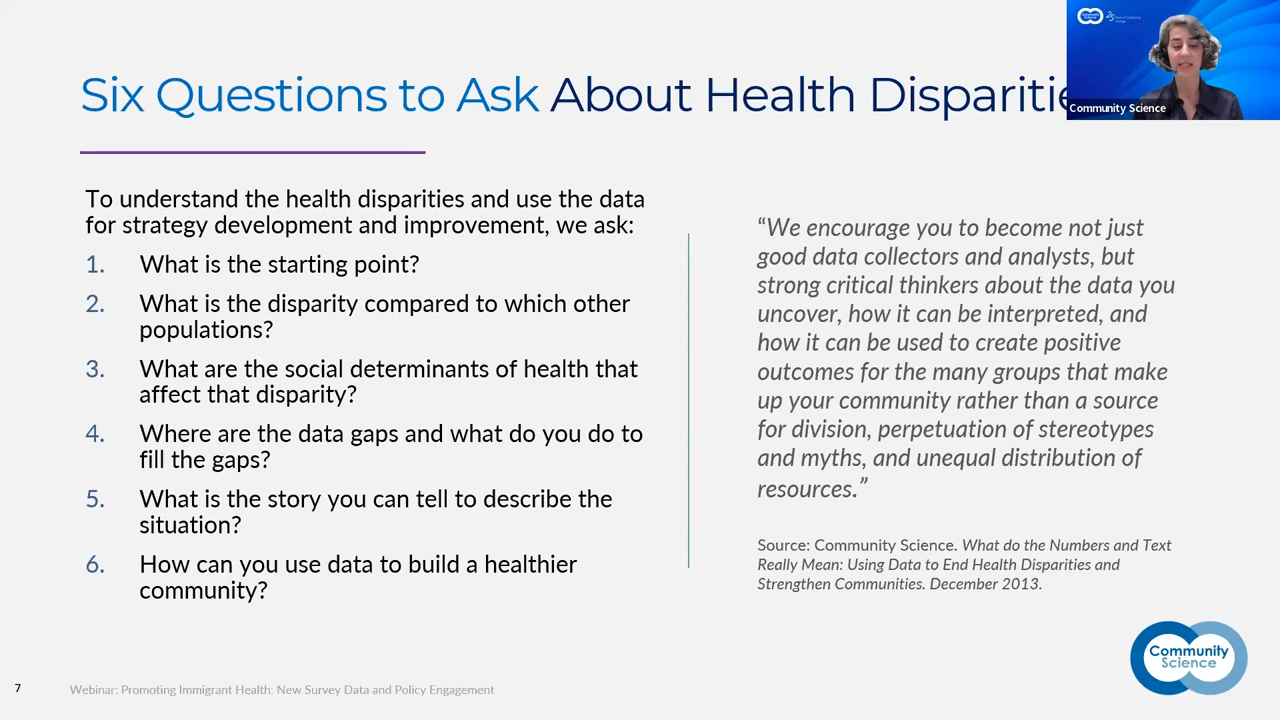 Six Questions to Ask About Health Disparitie
Community Science
Community Science
To understand the health disparities and use the data
for strategy development and improvement, we ask:
1. What is the starting point?
2. What is the disparity compared to which other
populations?
3. What are the social determinants of health that
affect that disparity?
4. Where are the data gaps and what do you do to
fill the gaps?
5. What is the story you can tell to describe the
situation?
6. How can you use data to build a healthier
community?
“We encourage you to become not just
good data collectors and analysts, but
strong critical thinkers about the data you
uncover, how it can be interpreted, and
how it can be used to create positive
outcomes for the many groups that make
up your community rather than a source
for division, perpetuation of stereotypes
and myths, and unequal distribution of
resources.”
Source: Community Science. What do the Numbers and Text
Really Mean: Using Data to End Health Disparities and
Strengthen Communities. December 2013.
Community
Science
7
Webinar: Promoting Immigrant Health: New Survey Data and Policy Engagement